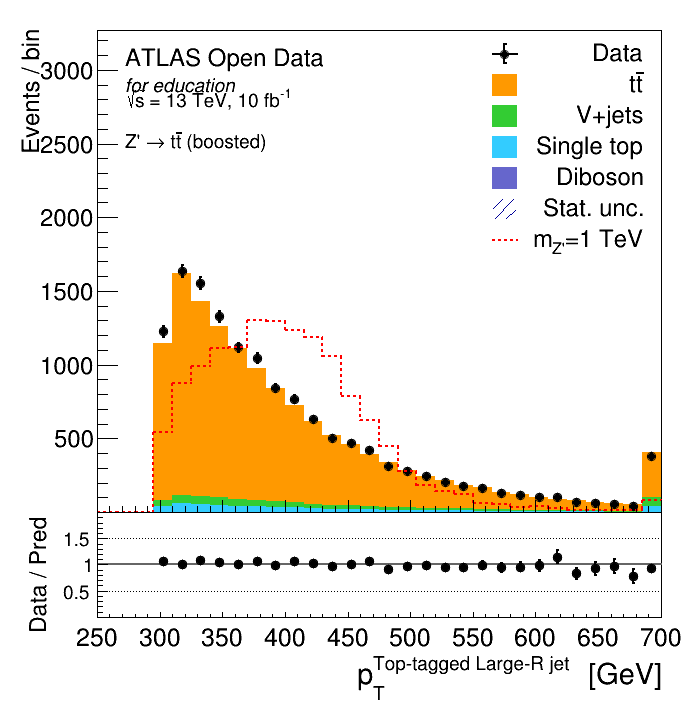 Events / bin
3000
2500
2000
1500
1000
500
ATLAS Open Data
for education
√s = 13 TeV, 10 fb-1
Z' → tt̄ (boosted)
Data
tt̄
V+jets
Single top
Diboson
Stat. unc.
mZ'=1 TeV
Data / Pred
1.5
1
0.5
250 300 350 400 450 500 550 600 650 700
pT Top-tagged Large-R jet [GeV]